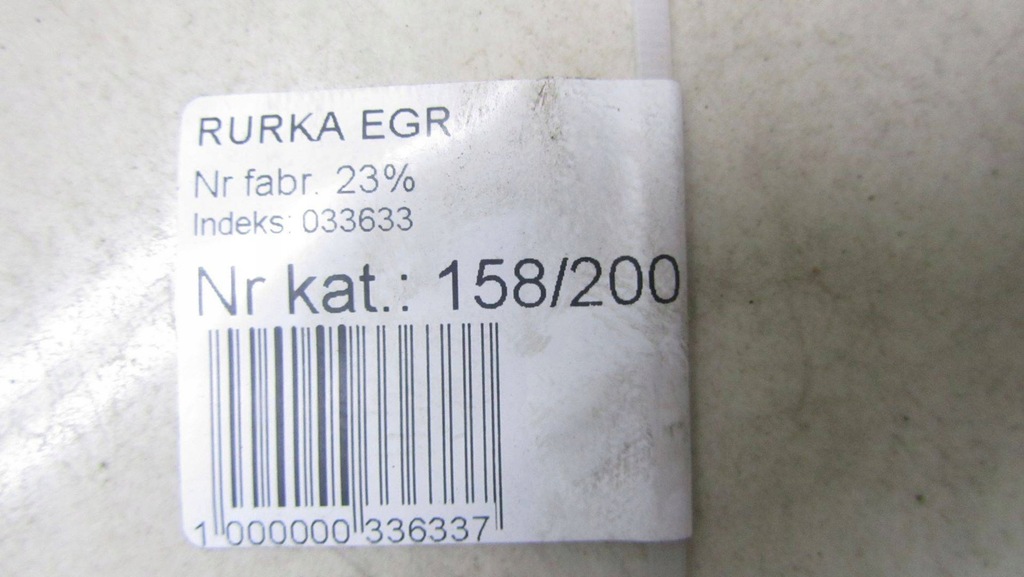 RURKA EGR
Nr fabr. 23%
Indeks: 033633
Nr kat.: 158/200
1 000000 336337